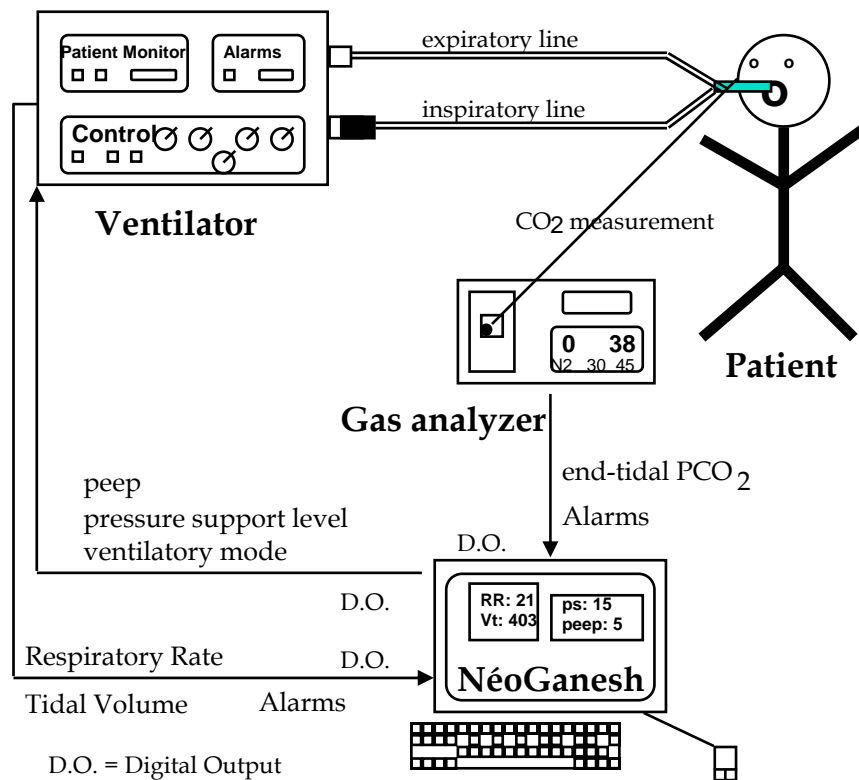 Patient Monitor
Alarms
expiratory line
Control
inspiratory line
Ventilator
CO2 measurement
0 38
N2 30 45
Patient
Gas analyzer
end-tidal PCO2
Alarms
peep
pressure support level
ventilatory mode
D.O.
D.O.
RR: 21
Vt: 403
ps: 15
peep: 5
NéoGanesh
Respiratory Rate
D.O.
Tidal Volume
Alarms
D.O. = Digital Output